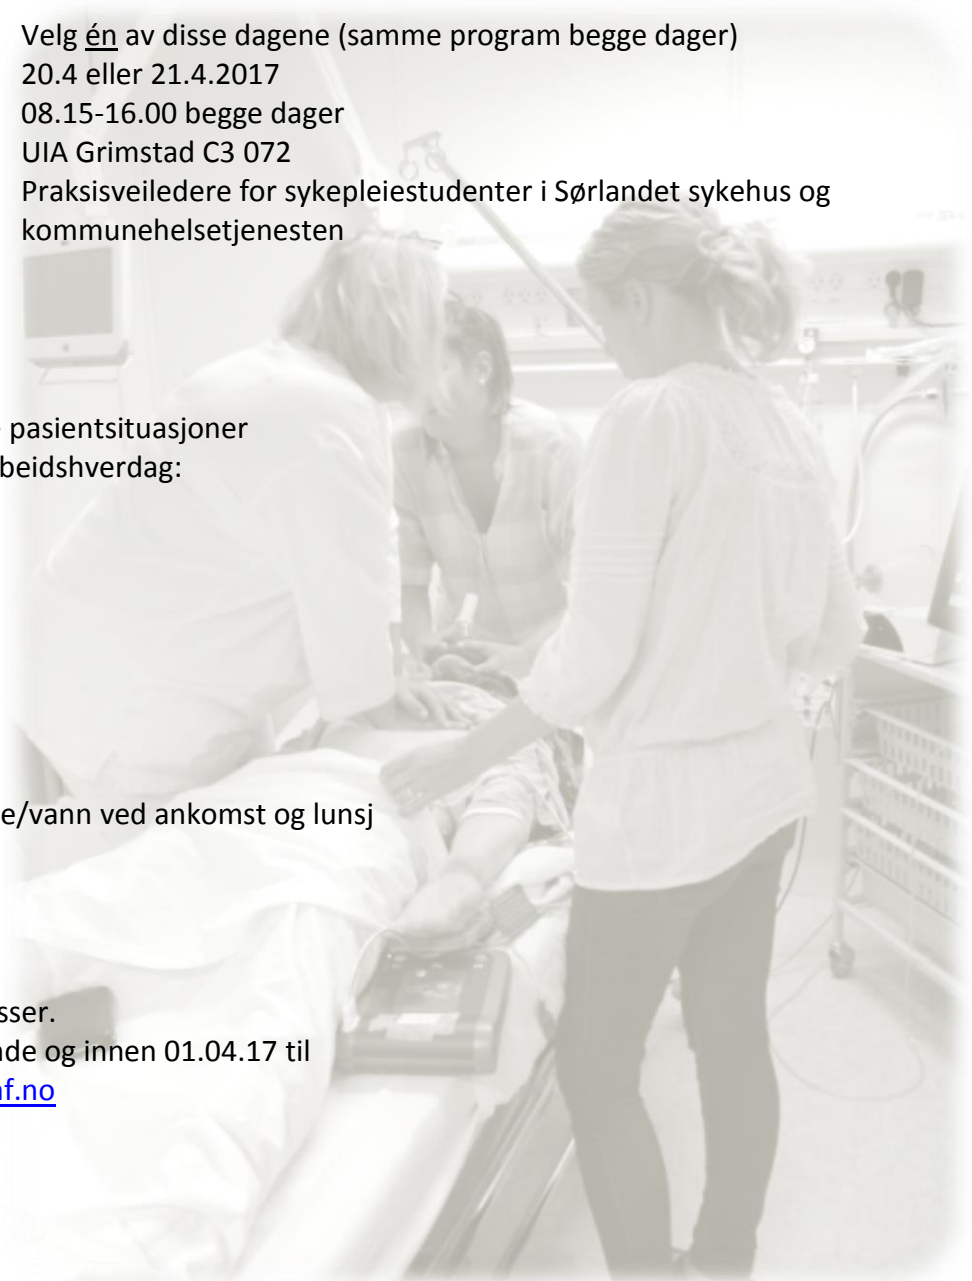 Velg én av disse dagene (samme program begge dager)
20.4 eller 21.4.2017
08.15-16.00 begge dager
UIA Grimstad C3 072
Praksisveiledere for sykepleiestudenter i Sørlandet sykehus og
kommunehelsetjenesten
pasientsituasjoner
beidshverdag:
e/vann ved ankomst og lunsj
sser.
de og innen 01.04.17 til
f.no